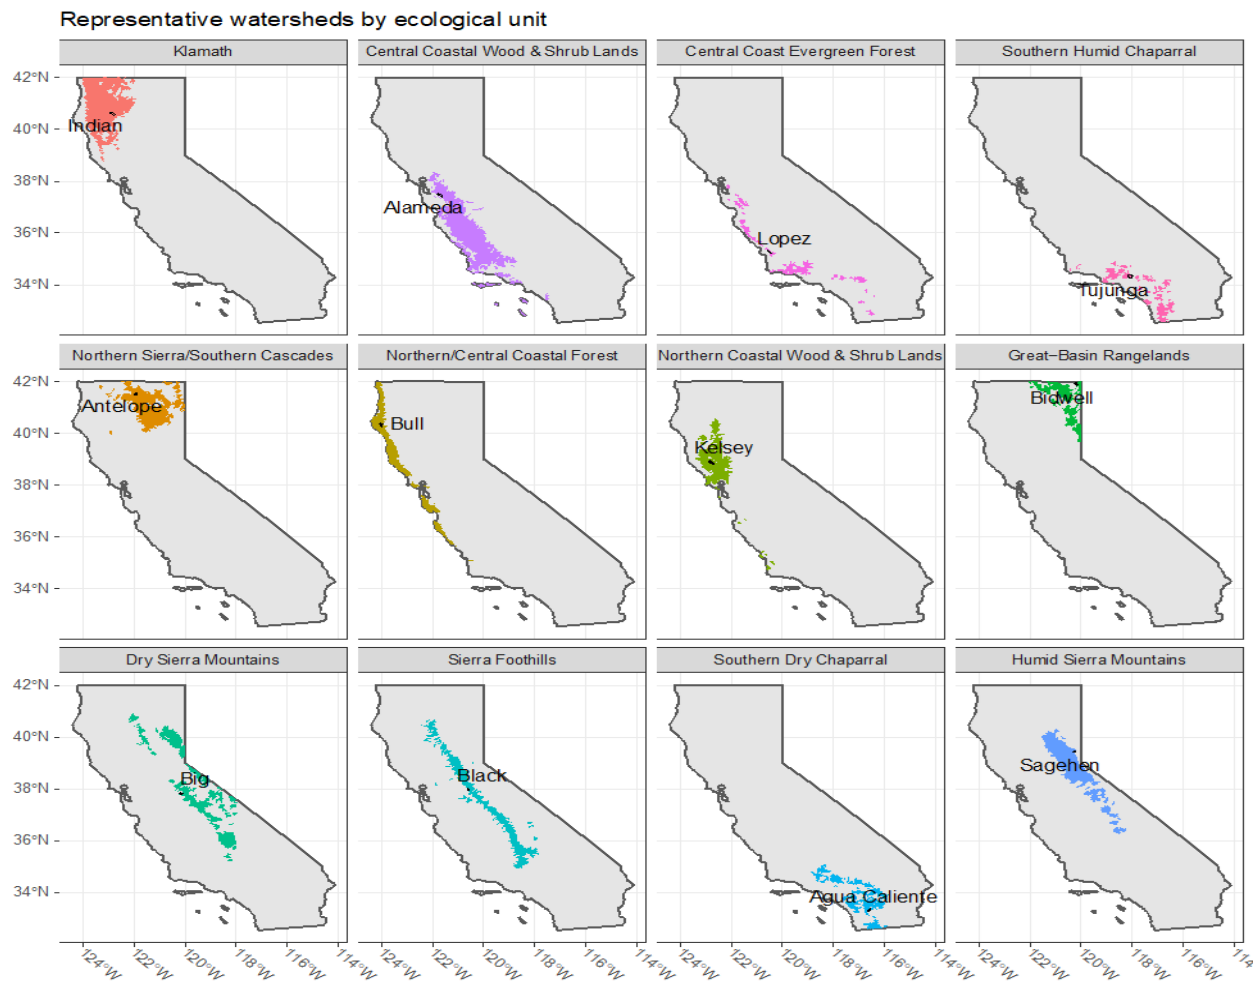 Representative watersheds by ecological unit
Klamath
Central Coastal Wood & Shrub Lands
Central Coast Evergreen Forest
Southern Humid Chaparral
42°N
40°N
38°N
36°N
34°N
Indian
Alameda
Lopez
Tujunga
Northern Sierra/Southern Cascades
Northern/Central Coastal Forest
Northern Coastal Wood & Shrub Lands
Great−Basin Rangelands
42°N
40°N
38°N
36°N
34°N
Antelope
Bull
Kelsey
Bidwell
Dry Sierra Mountains
Sierra Foothills
Southern Dry Chaparral
Humid Sierra Mountains
42°N
40°N
38°N
36°N
34°N
Big
Black
Agua Caliente
Sagehen
124°W 122°W 120°W 118°W 116°W 114°W
124°W 122°W 120°W 118°W 116°W 114°W
124°W 122°W 120°W 118°W 116°W 114°W
124°W 122°W 120°W 118°W 116°W 114